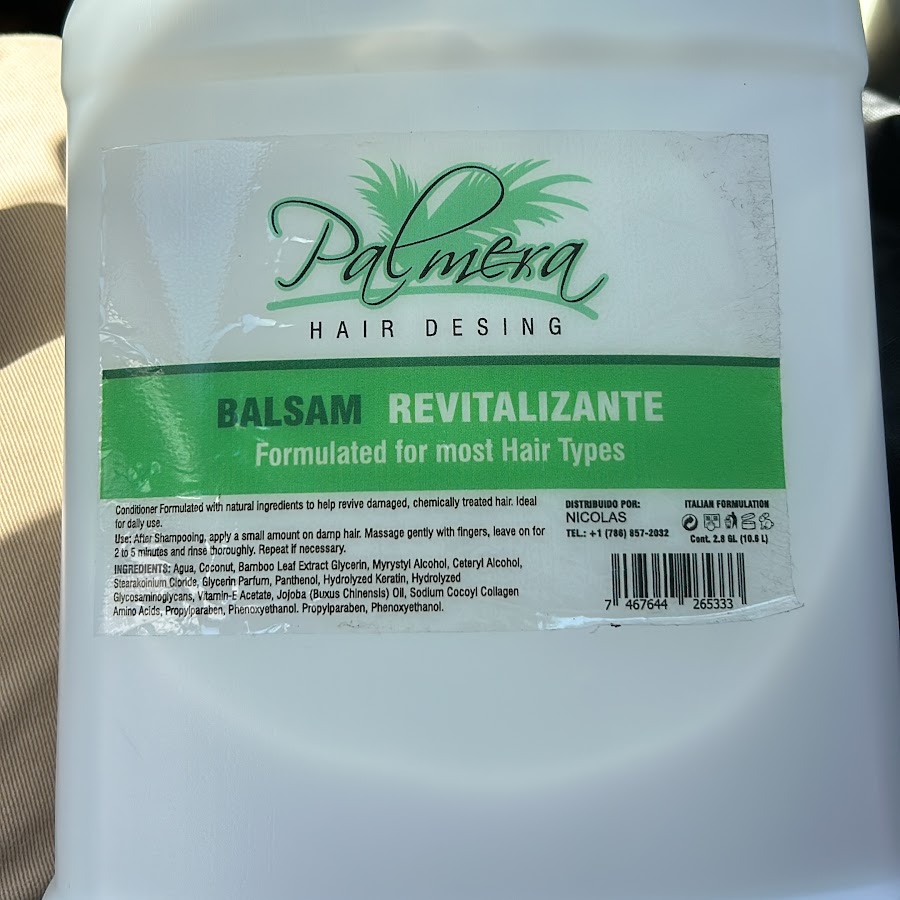 Palmera
HAIR DESING
BALSAM REVITALIZANTE
Formulated for most Hair Types
Conditioner Formulated with natural ingredients to help revive damaged, chemically treated hair. Ideal
for daily use.
Use: After Shampooing, apply a small amount on damp hair. Massage gently with fingers, leave on for
2 to 5 minutes and rinse thoroughly. Repeat if necessary.
INGREDIENTS: Agua, Coconut, Bamboo Leaf Extract Glycerin, Myrystyl Alcohol, Ceteryl Alcohol,
Stearakoinium Cloride, Glycerin Parfum, Panthenol, Hydrolyzed Keratin, Hydrolyzed
Glycosaminoglycans, Vitamin-E Acetate, Jojoba (Buxus Chinensis) Oil, Sodium Cocoyl Collagen
Amino Acids, Propylparaben, Phenoxyethanol. Propylparaben, Phenoxyethanol.
DISTRIBUIDO POR:
NICOLAS
TEL.: +1 (786) 857-2032
ITALIAN FORMULATION
Cont. 2.8 GL (10.6 L)
7 467644 265333